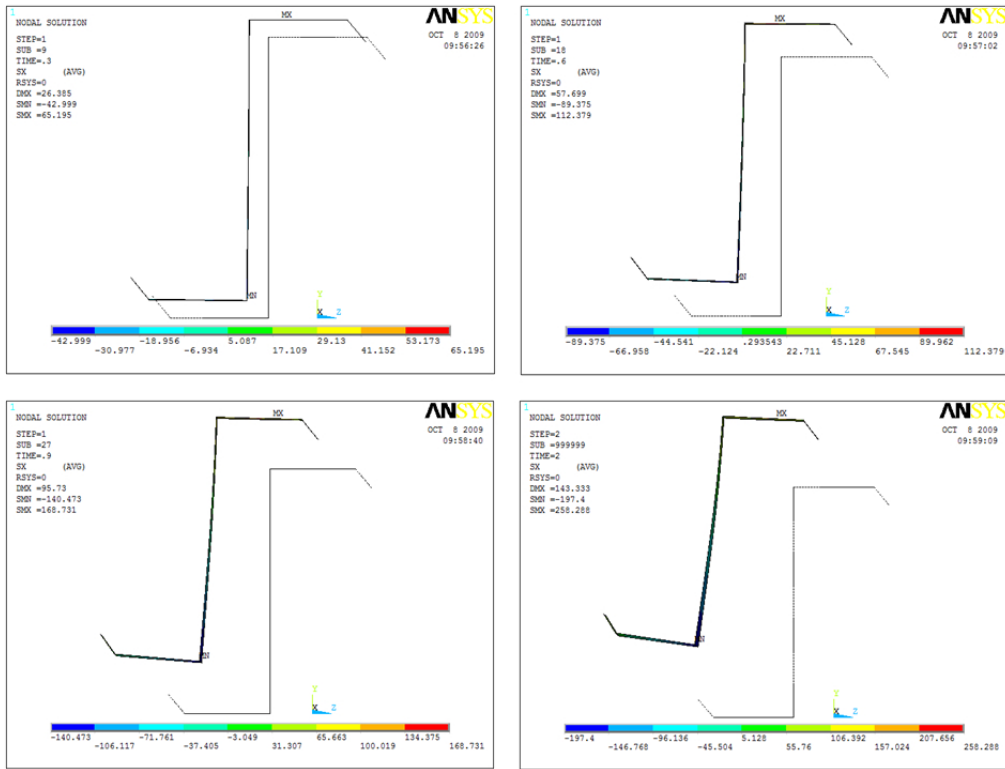 1
NODAL SOLUTION
STEP=1
SUB =9
TIME=.3
SX (AVG)
RSYS=0
DMX =26.385
SMN =-42.999
SMX =65.195
ANSYS
OCT 8 2009
09:56:26
MX
MN
Y
X Z
-42.999 -18.956 5.087 29.13 53.173
-30.977 -6.934 17.109 41.152 65.195
1
NODAL SOLUTION
STEP=1
SUB =18
TIME=.6
SX (AVG)
RSYS=0
DMX =57.699
SMN =-89.375
SMX =112.379
ANSYS
OCT 8 2009
09:57:02
MX
MN
Y
X Z
-89.375 -44.541 .293543 45.128 89.962
-66.958 -22.124 22.711 67.545 112.379
1
NODAL SOLUTION
STEP=1
SUB =27
TIME=.9
SX (AVG)
RSYS=0
DMX =95.73
SMN =-140.473
SMX =168.731
ANSYS
OCT 8 2009
09:58:40
MX
MN
Y
X Z
-140.473 -71.761 -3.049 65.663 134.375
-106.117 -37.405 31.307 100.019 168.731
1
NODAL SOLUTION
STEP=2
SUB =999999
TIME=2
SX (AVG)
RSYS=0
DMX =143.333
SMN =-197.4
SMX =258.288
ANSYS
OCT 8 2009
09:59:09
MX
MN
Y
X Z
-197.4 -96.136 5.128 106.392 207.656
-146.768 -45.504 55.76 157.024 258.288